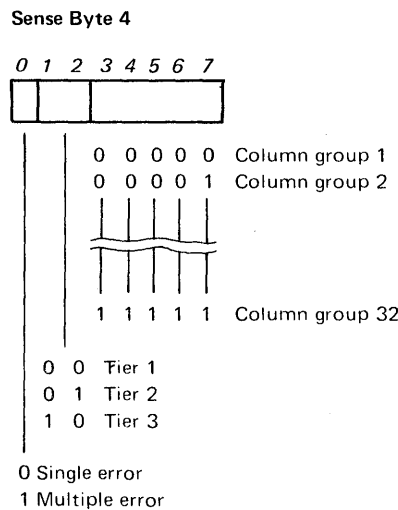 Sense Byte 4
0 1 2 3 4 5 6 7
0 0 0 0 0 Column group 1
0 0 0 0 1 Column group 2
1 1 1 1 1 Column group 32
0 0 Tier 1
0 1 Tier 2
1 0 Tier 3
0 Single error
1 Multiple error